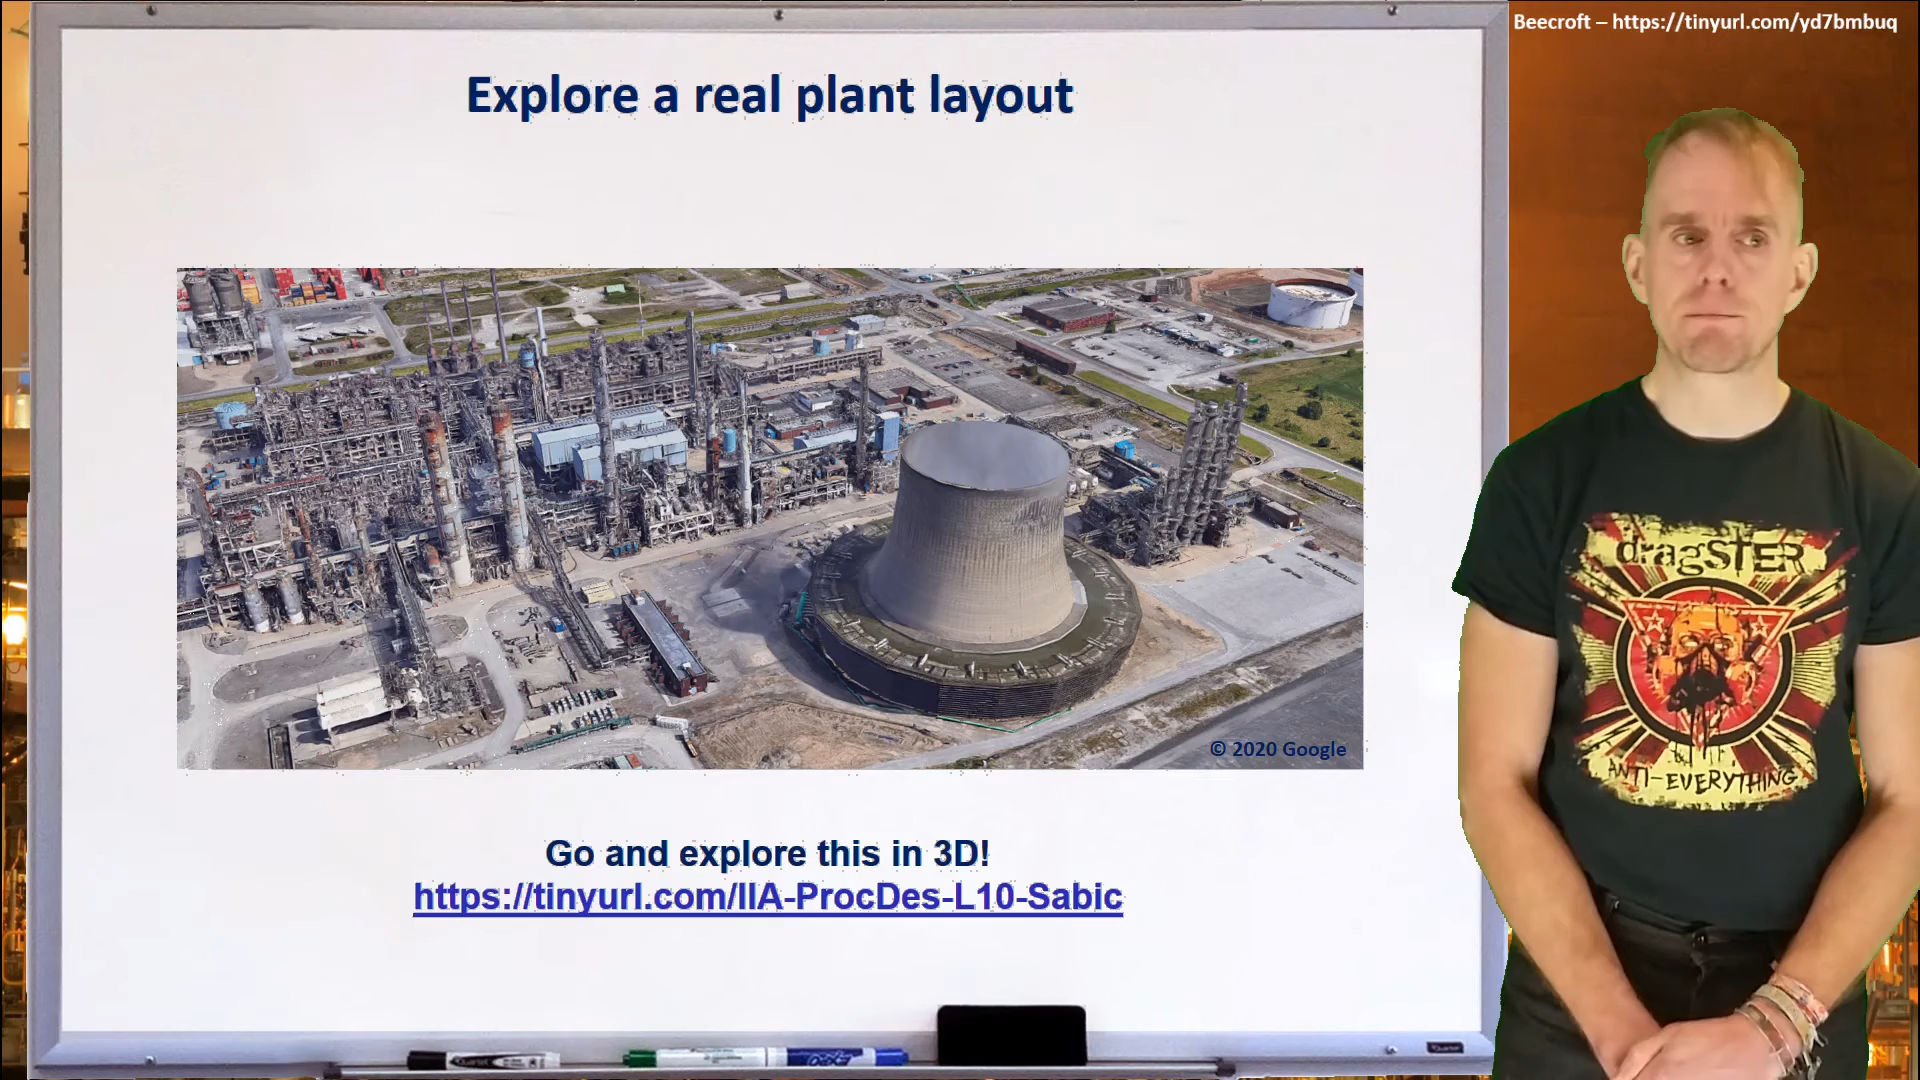 Beecroft – https://tinyurl.com/yd7bmbuq
Explore a real plant layout
© 2020 Google
Go and explore this in 3D!
https://tinyurl.com/IIA-ProcDes-L10-Sabic
dragSTER
ANTI-EVERYTHING